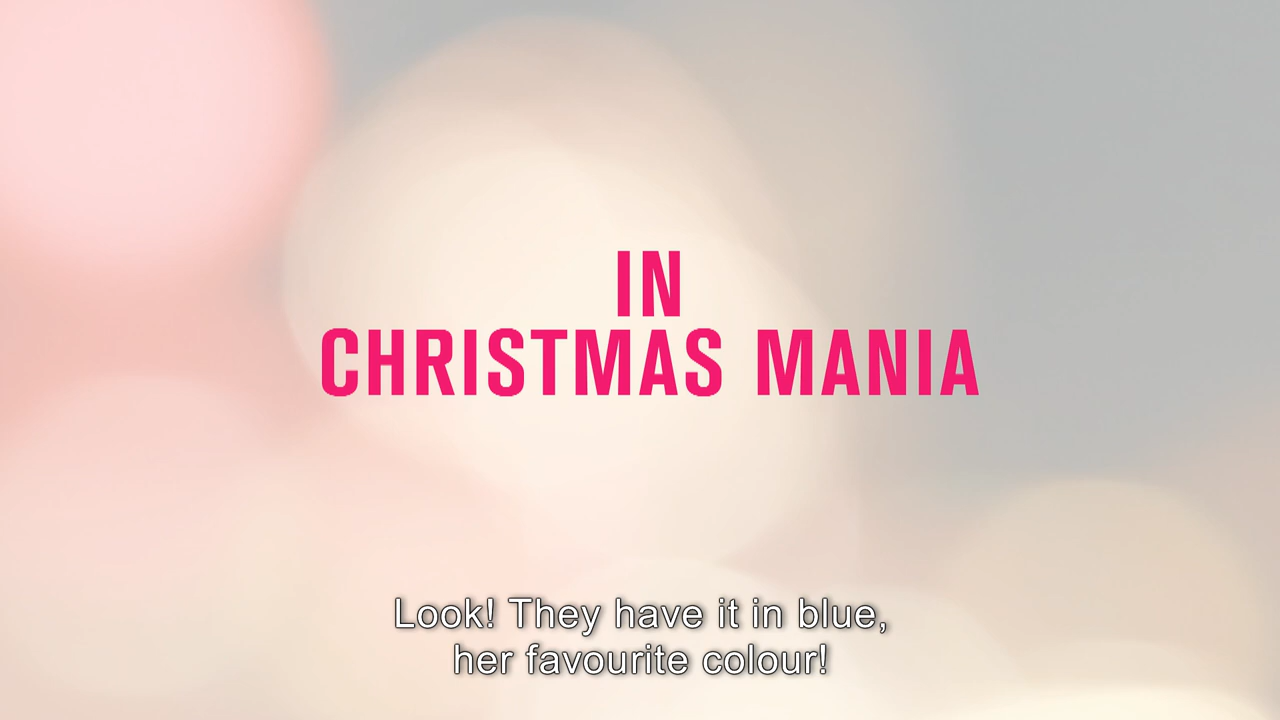 IN
CHRISTMAS MANIA
Look! They have it in blue,
her favourite colour!